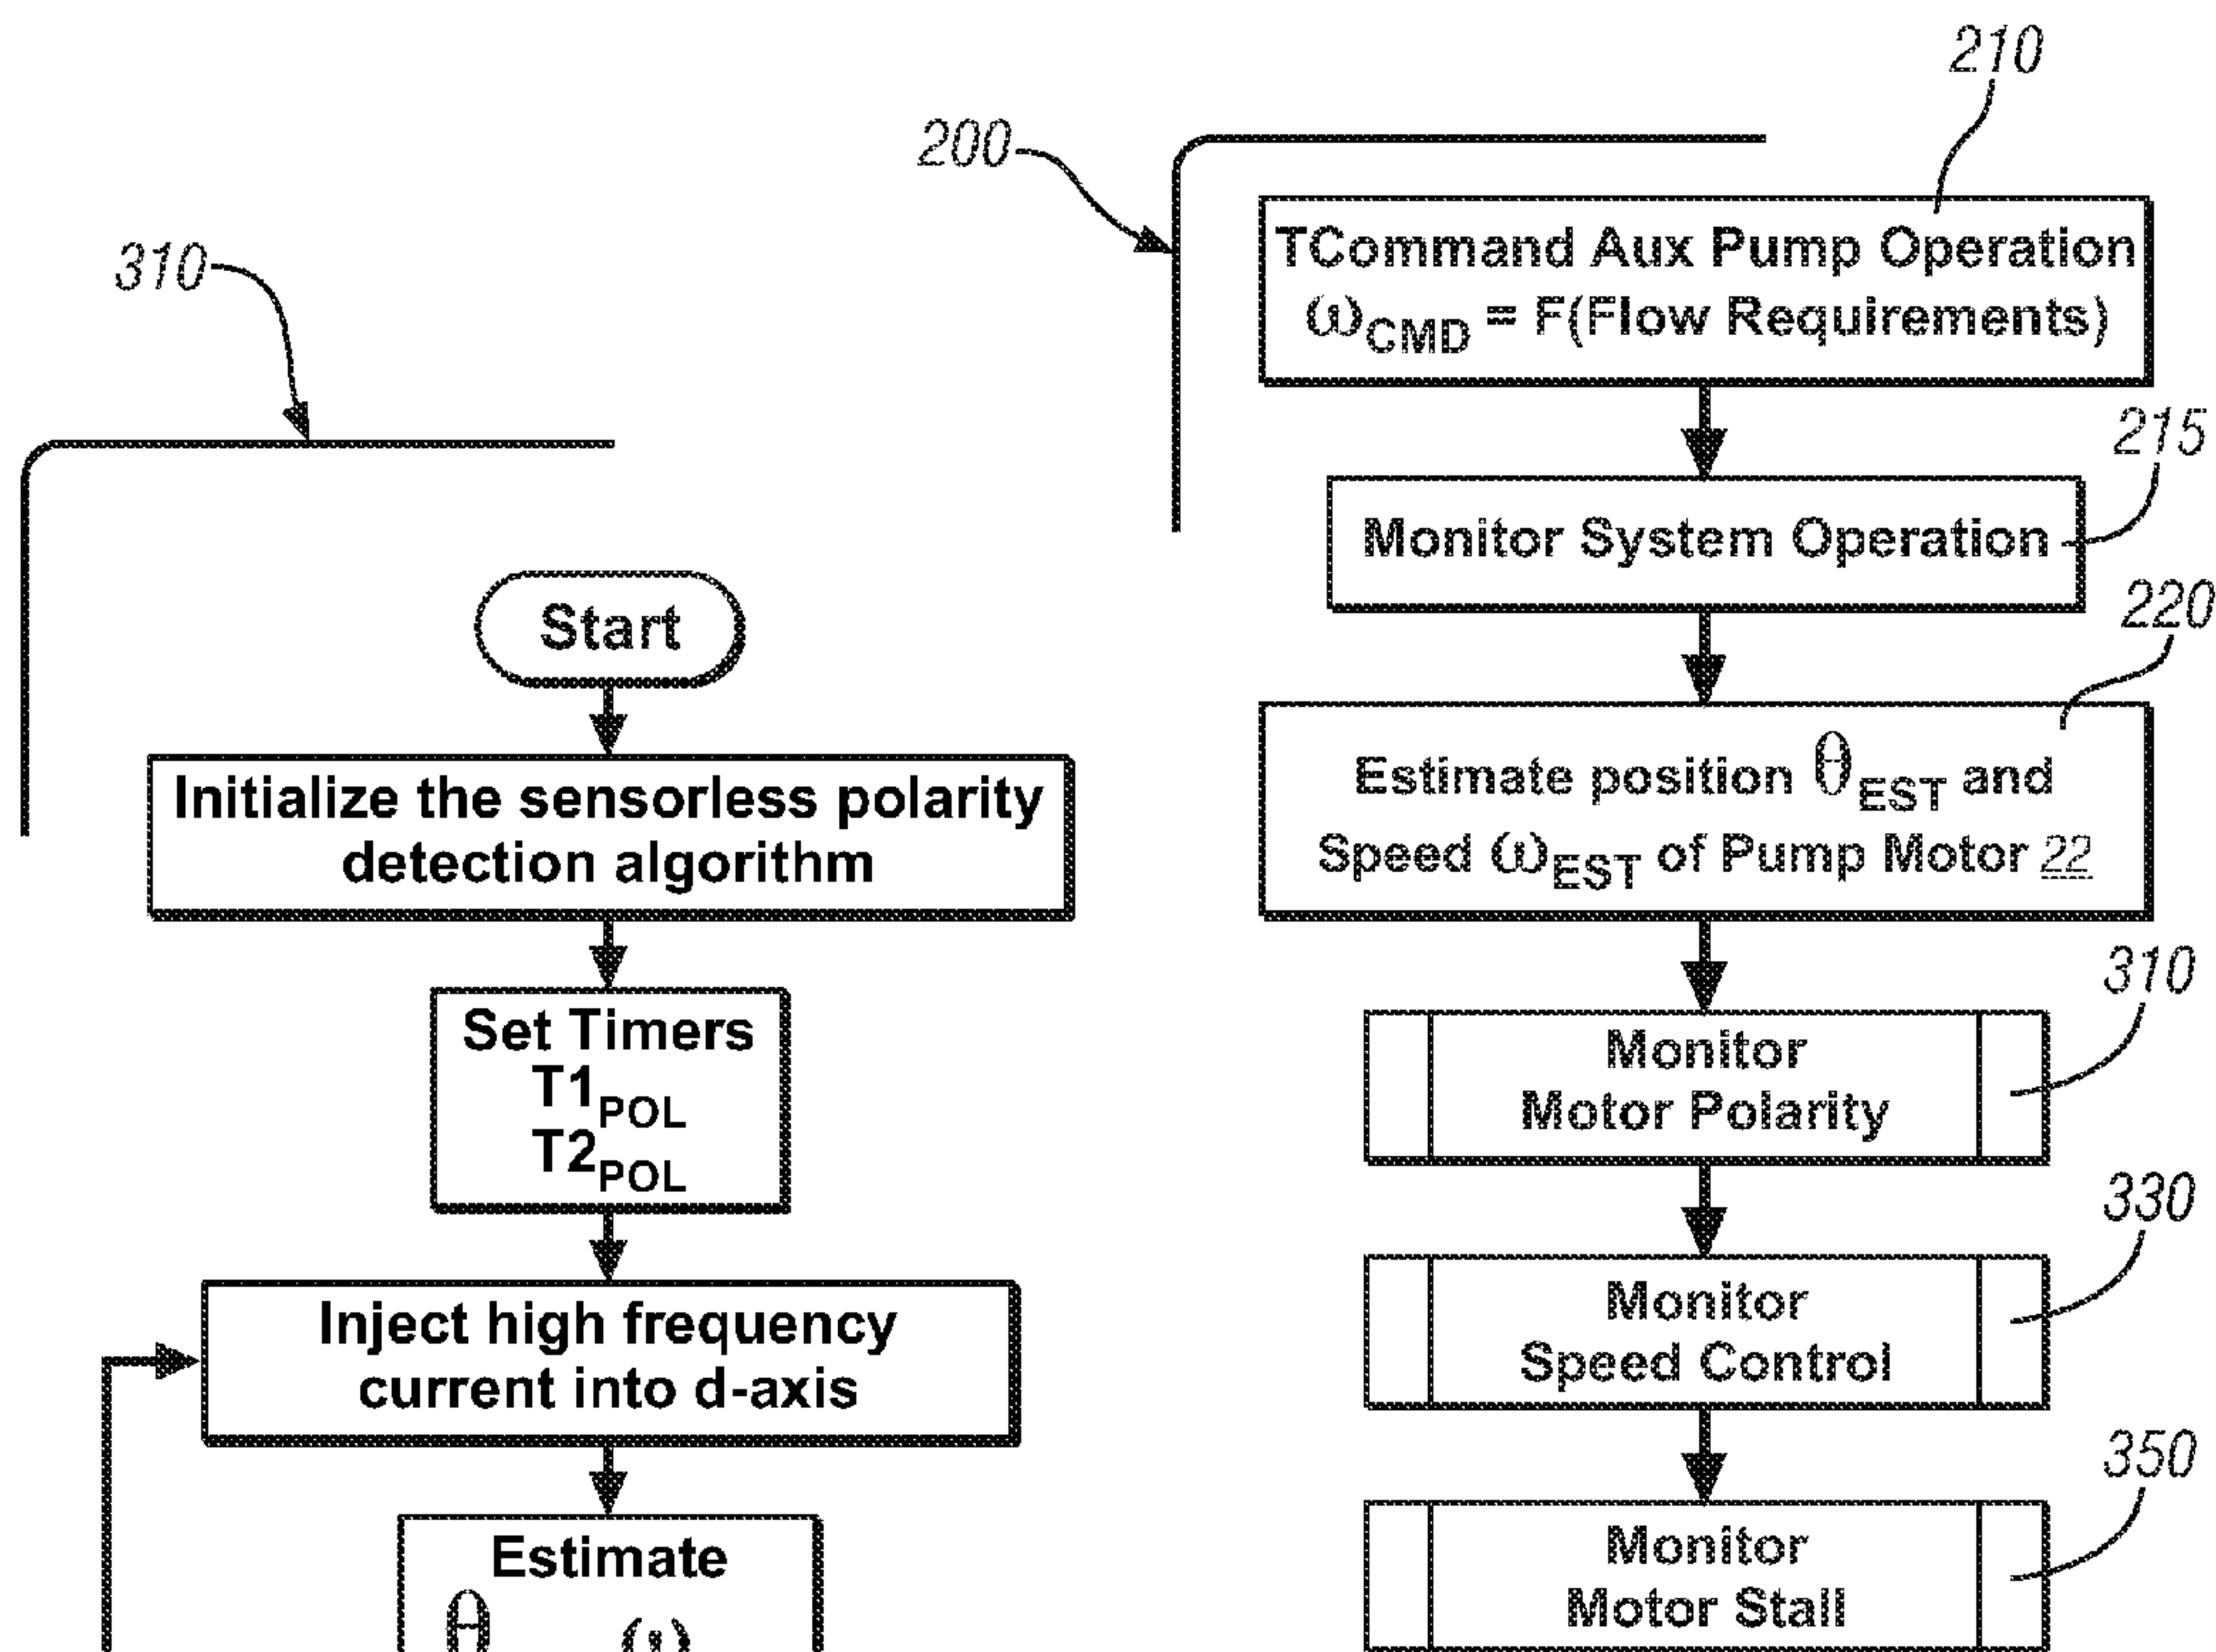 310
Start
Initialize the sensorless polarity
detection algorithm
Set Timers
T1POL
T2POL
Inject high frequency
current into d-axis
Estimate
θ ω
200
210
TCommand Aux Pump Operation
ωCMD = F(Flow Requirements)
215
Monitor System Operation
220
Estimate position θEST and
Speed ωEST of Pump Motor 22
310
Monitor
Motor Polarity
330
Monitor
Speed Control
350
Monitor
Motor Stall